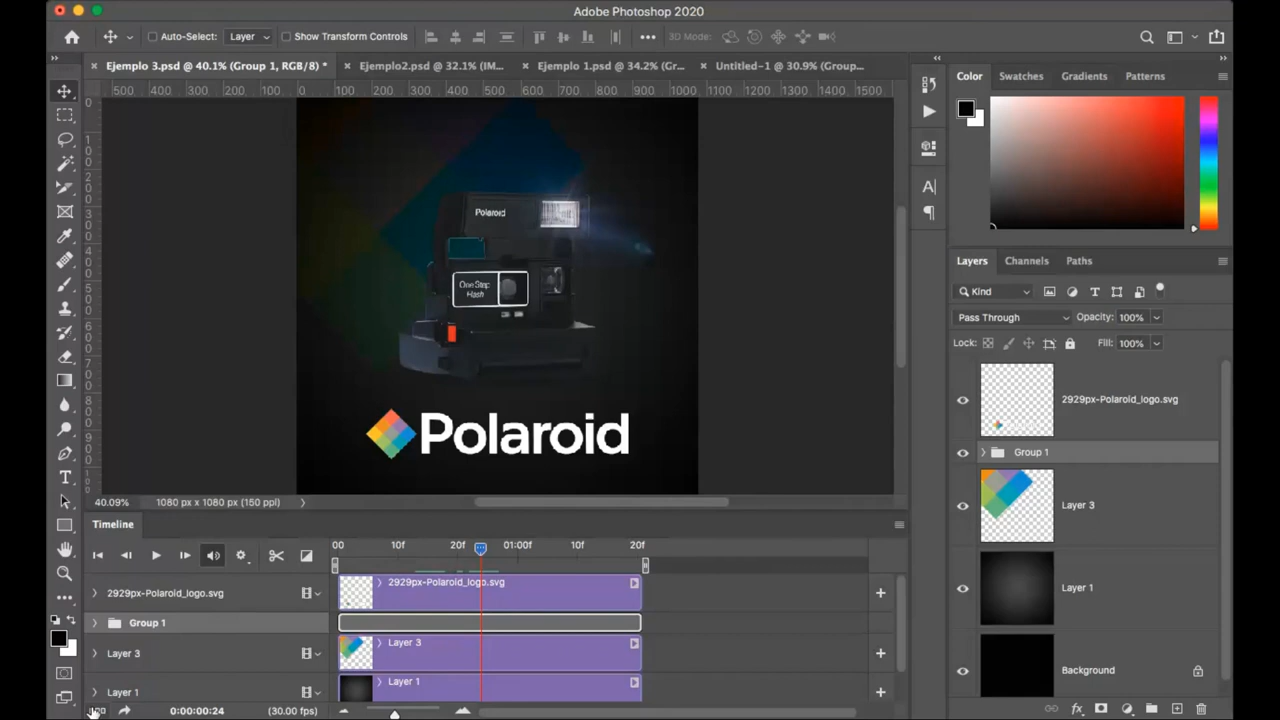 Adobe Photoshop 2020
Auto-Select: Layer Show Transform Controls 3D Mode:
Ejemplo 3.psd @ 40.1% (Group 1, RGB/8) * Ejemplo2.psd @ 32.1% (IM... Ejemplo 1.psd @ 34.2% (Gr... Untitled-1 @ 30.9% (Group...
500 400 300 200 100 0 100 200 300 400 500 600 700 800 900 1000 1100 1200 1300 1400 1500
Polaroid
One Step
Flash
Polaroid
40.09% 1080 px x 1080 px (150 ppi)
Timeline
00 10f 20f 01:00f 10f 20f
2929px-Polaroid_logo.svg 2929px-Polaroid_logo.svg
Group 1
Layer 3 Layer 3
Layer 1 Layer 1
0:00:00:24 (30.00 fps)
Color Swatches Gradients Patterns
Layers Channels Paths
Kind
Pass Through Opacity: 100%
Lock: Fill: 100%
2929px-Polaroid_logo.svg
Group 1
Layer 3
Layer 1
Background